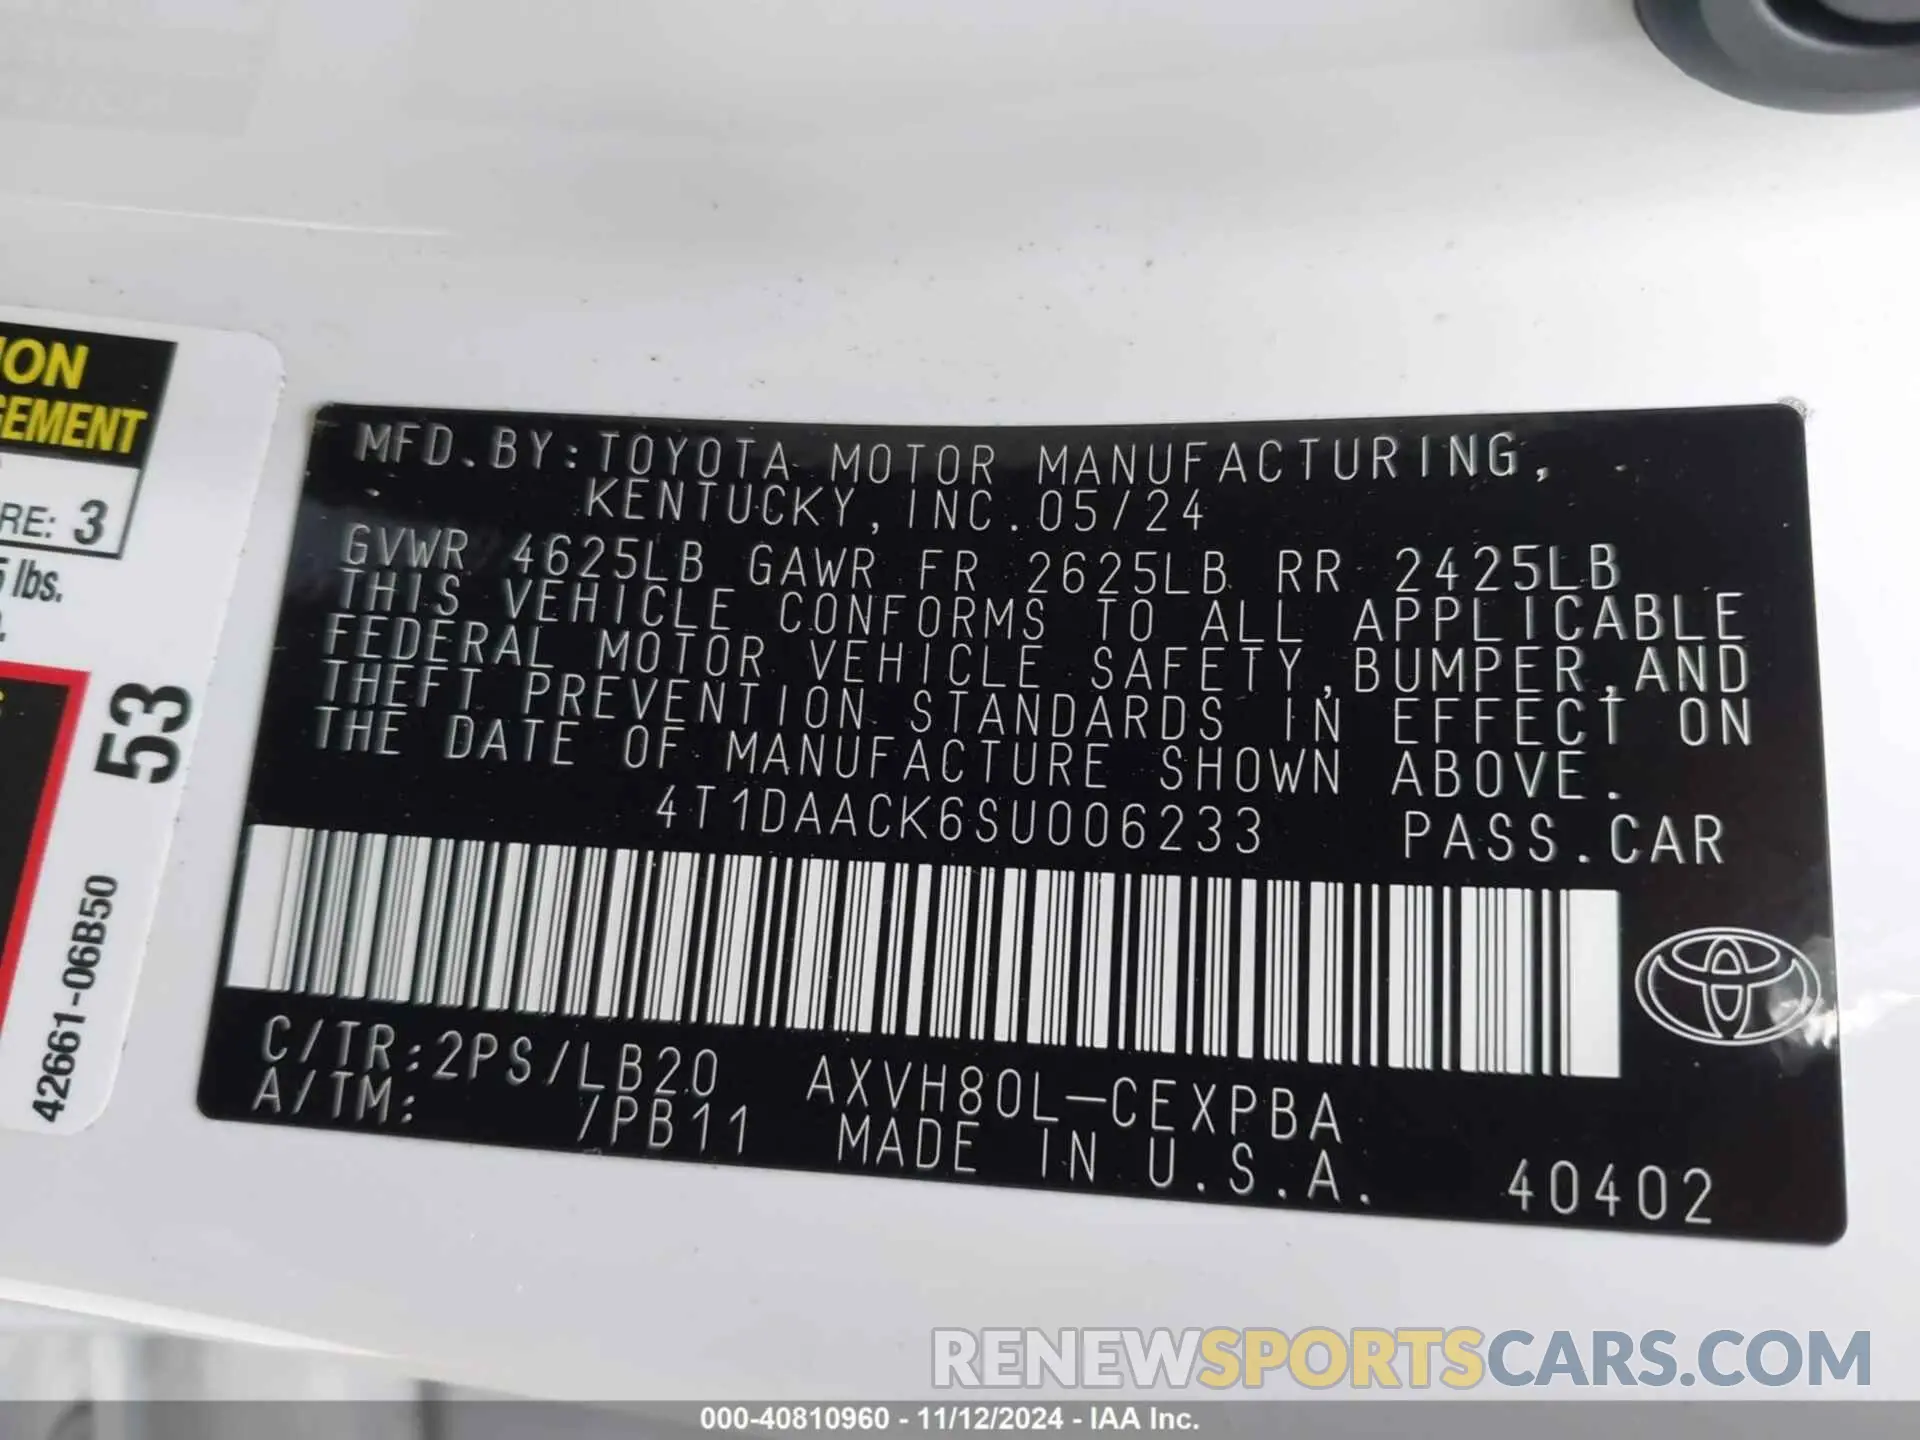 ION
GEMENT
RE: 3
5 lbs.
53
42661-06B50
MFD.BY:TOYOTA MOTOR MANUFACTURING,
KENTUCKY,INC.05/24
GVWR 4625LB GAWR FR 2625LB RR 2425LB
THIS VEHICLE CONFORMS TO ALL APPLICABLE
FEDERAL MOTOR VEHICLE SAFETY,BUMPER,AND
THEFT PREVENTION STANDARDS IN EFFECT ON
THE DATE OF MANUFACTURE SHOWN ABOVE.
4T1DAACK6SU006233 PASS.CAR
C/TR:2PS/LB20 AXVH80L-CEXPBA
A/TM: /PB11 MADE IN U.S.A. 40402
RENEWSPORTSCARS.COM
000-40810960 - 11/12/2024 - IAA Inc.